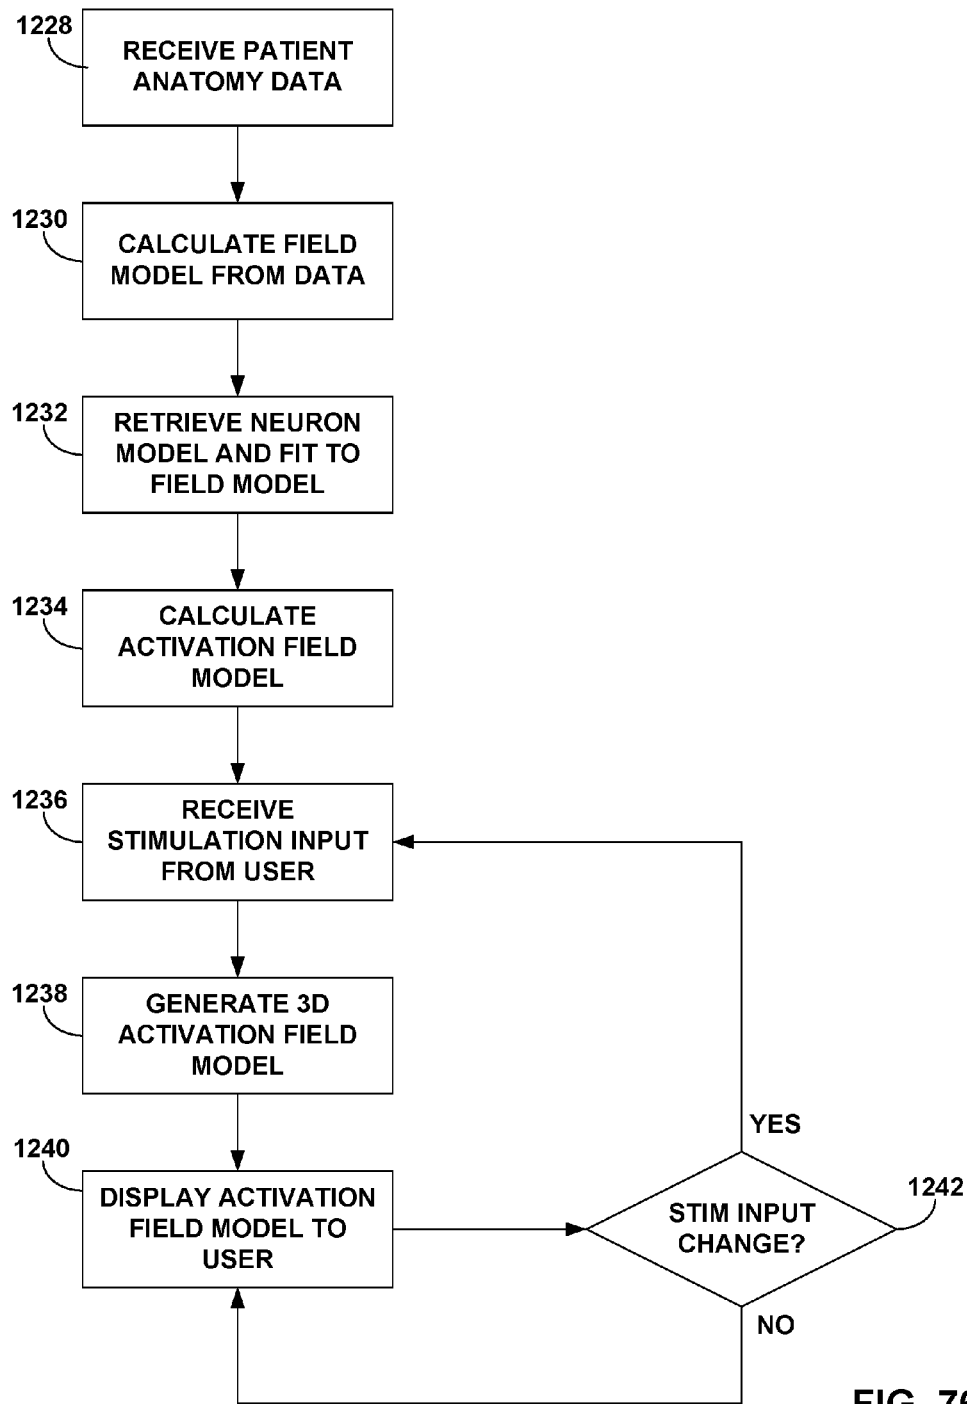 1228
RECEIVE PATIENT
ANATOMY DATA
1230
CALCULATE FIELD
MODEL FROM DATA
1232
RETRIEVE NEURON
MODEL AND FIT TO
FIELD MODEL
1234
CALCULATE
ACTIVATION FIELD
MODEL
1236
RECEIVE
STIMULATION INPUT
FROM USER
1238
GENERATE 3D
ACTIVATION FIELD
MODEL
1240
DISPLAY ACTIVATION
FIELD MODEL TO
USER
YES
1242
STIM INPUT
CHANGE?
NO
FIG.